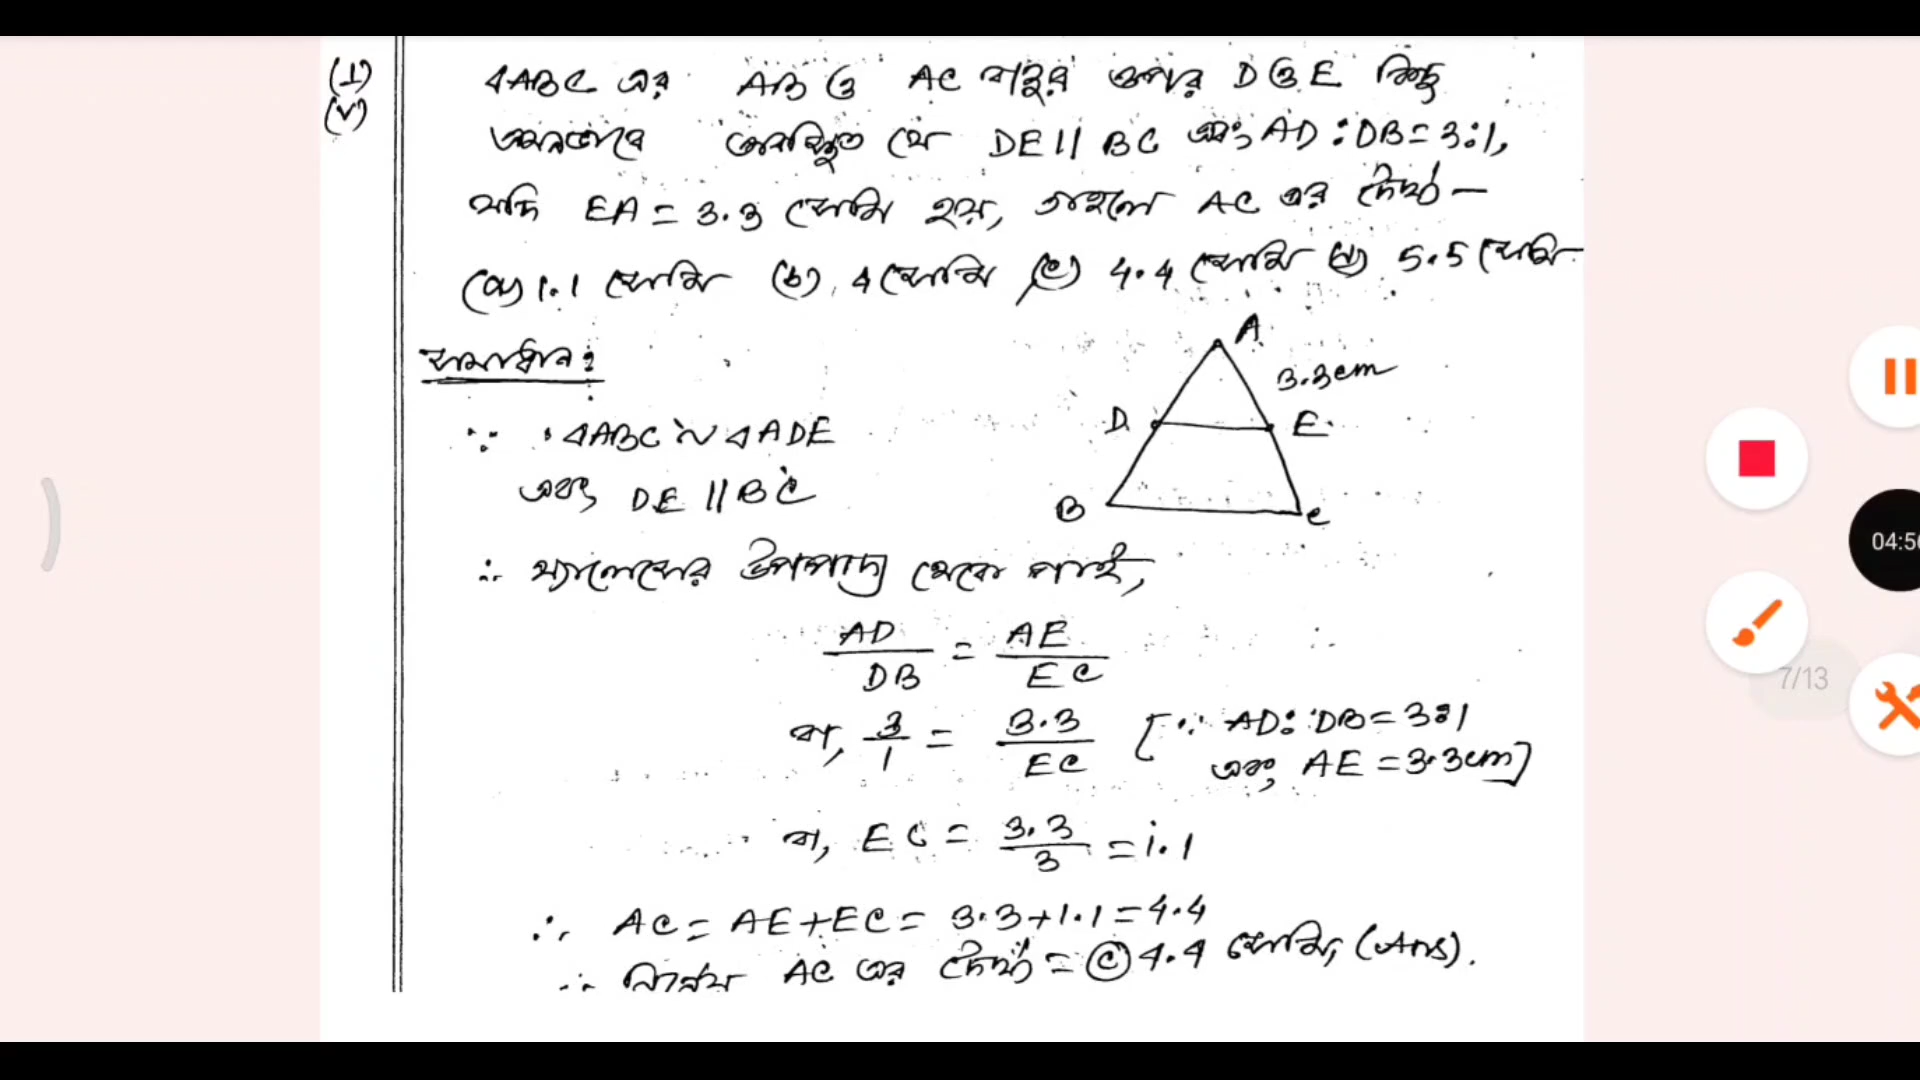 (I)
(v)
△ABC এর AB ও AC বাহুর ওপর D ও E বিন্দু
এমনভাবে অবস্থিত যে DE || BC এবং AD : DB = 3:1,
যদি EA = 3.3 সেমি হয়, তাহলে AC এর দৈর্ঘ্য –
(a) 1.1 সেমি (b) 4 সেমি (c) 4.4 সেমি (d) 5.5 সেমি
সমাধান :
A
3.3cm
D E
B C
∵ △ABC ~ △ADE
এবং DE || BC
∴ থ্যালেসের উপপাদ্য থেকে পাই,
AD/DB = AE/EC
বা, 3/1 = 3.3/EC [∵ AD : DB = 3:1
এবং AE = 3.3cm]
বা, EC = 3.3/3 = 1.1
∴ AC = AE+EC = 3.3+1.1 = 4.4
∴ নির্ণেয় AC এর দৈর্ঘ্য = (c) 4.4 সেমি, (Ans).
7/13